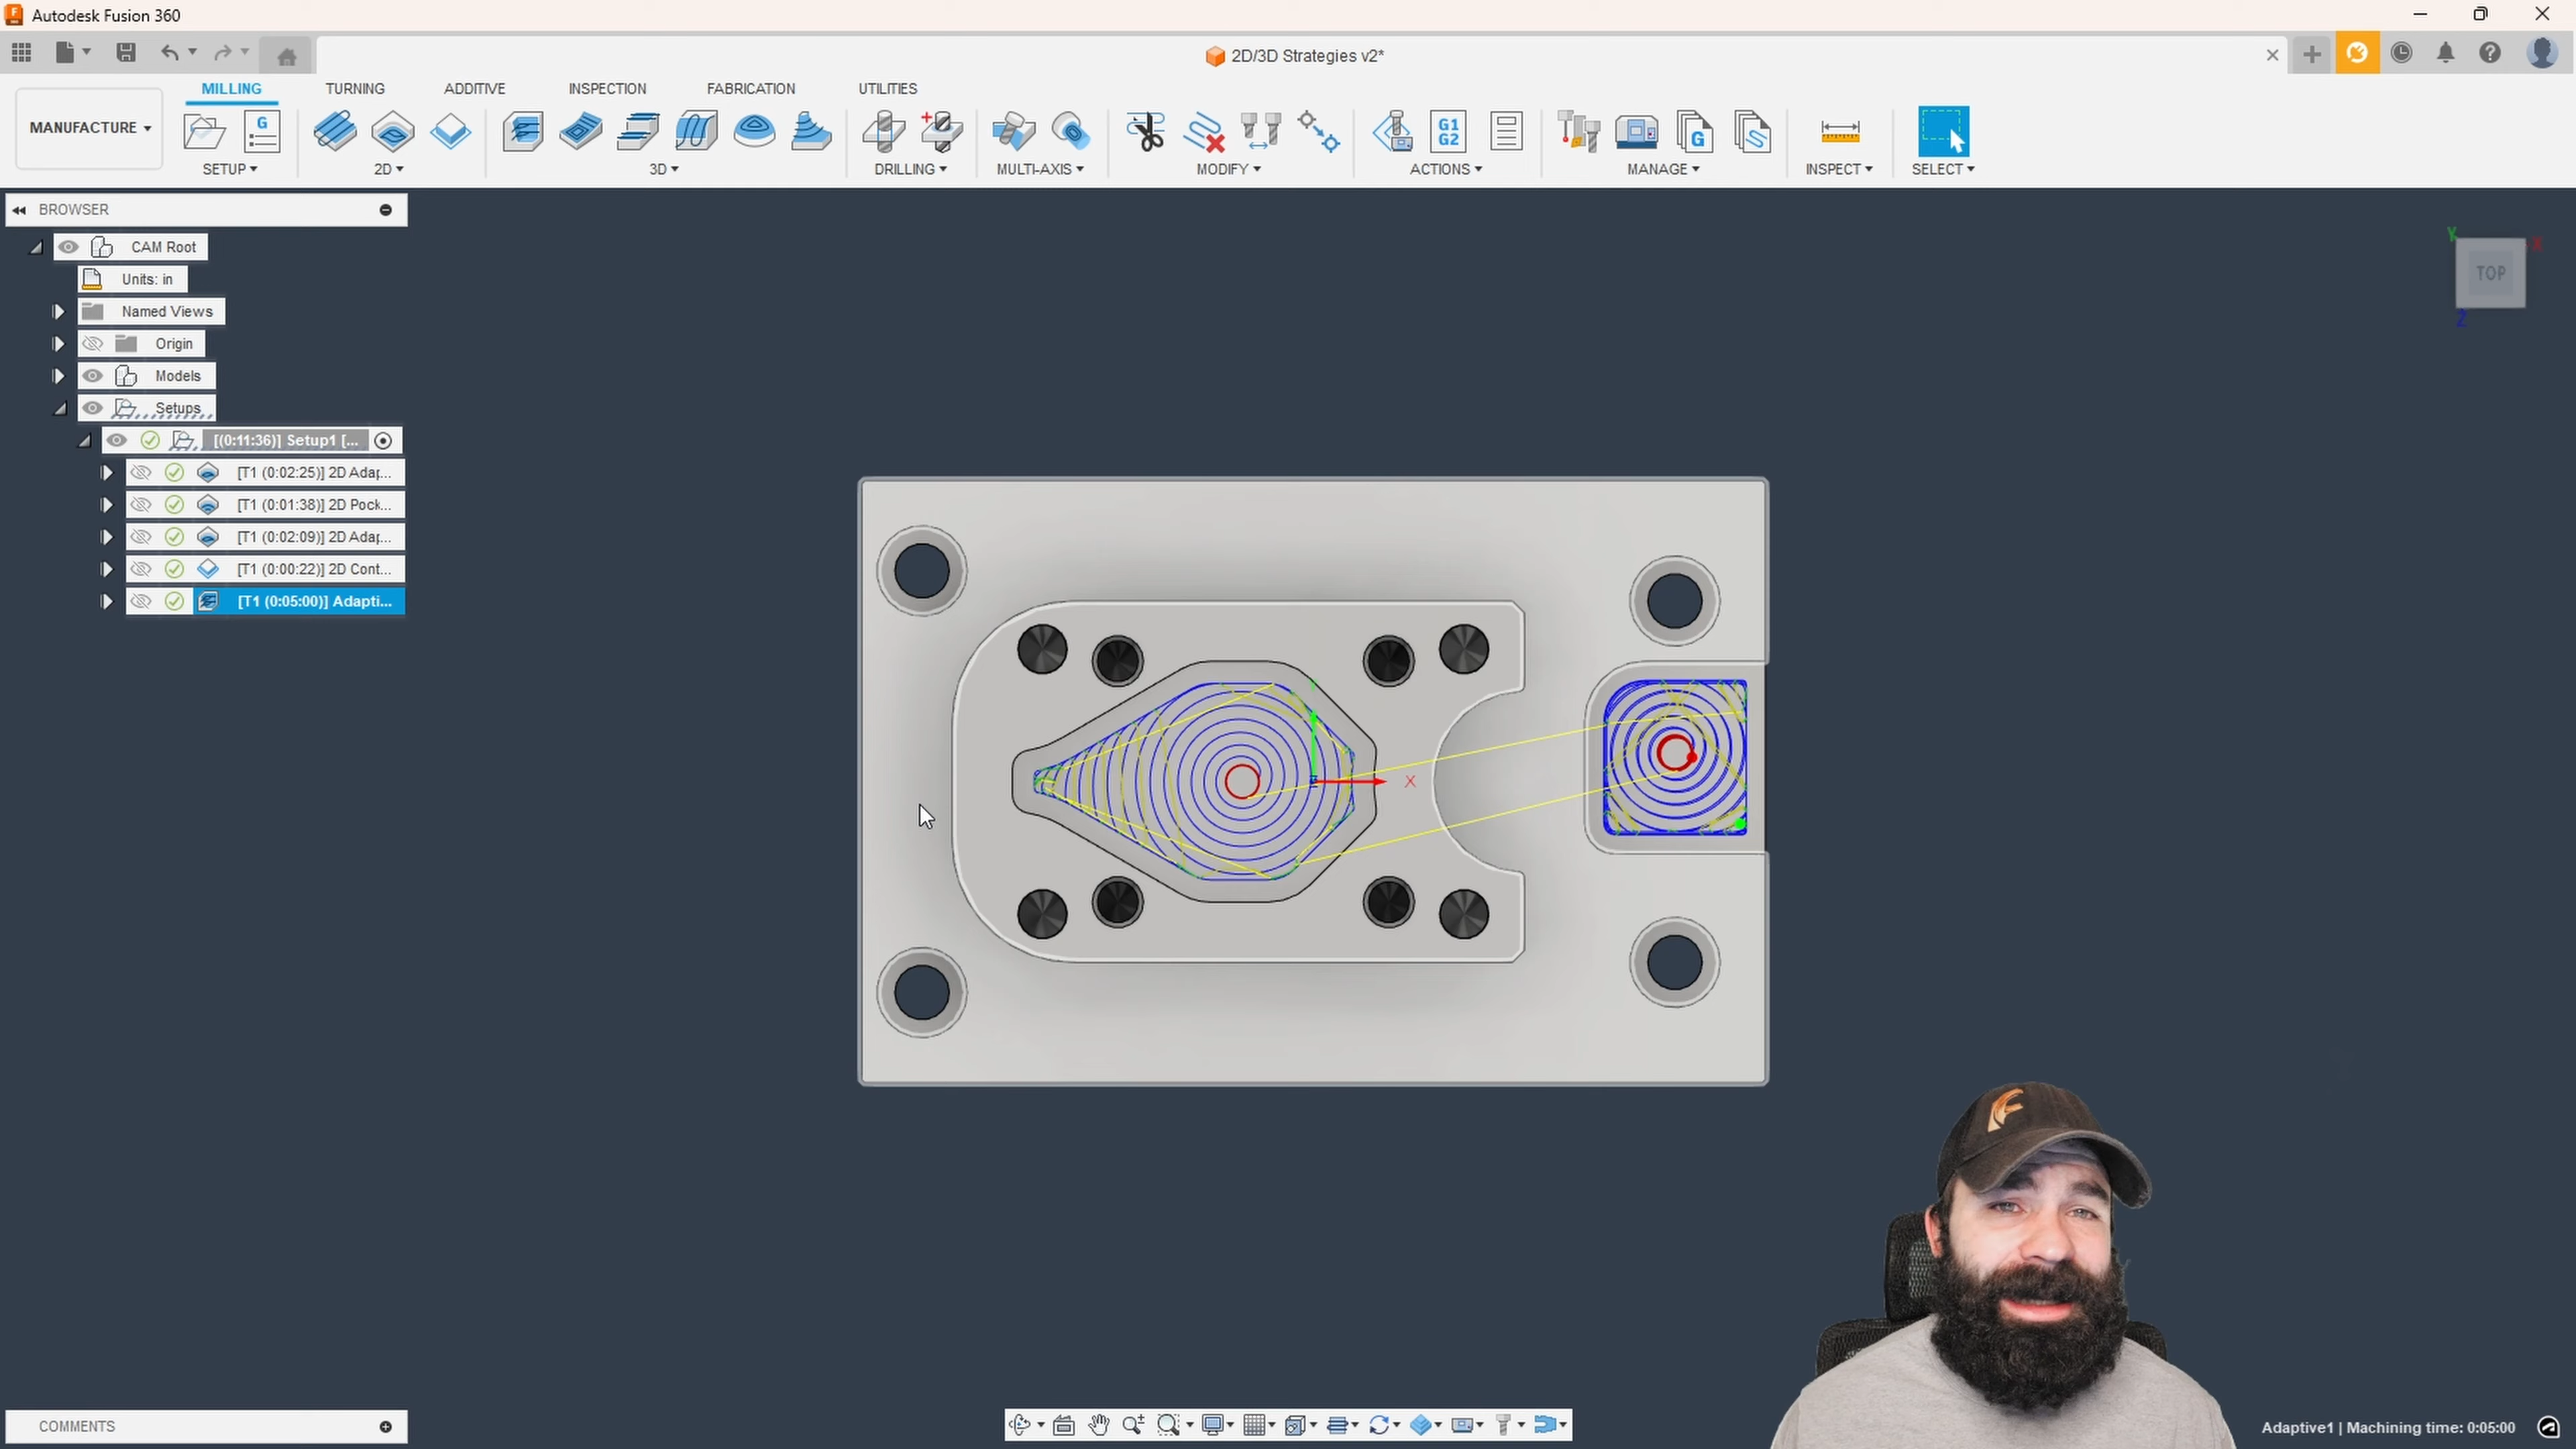 Autodesk Fusion 360
2D/3D Strategies v2*
MILLING TURNING ADDITIVE INSPECTION FABRICATION UTILITIES
MANUFACTURE
G G1 G2 G
SETUP 2D 3D DRILLING MULTI-AXIS MODIFY ACTIONS MANAGE INSPECT SELECT
BROWSER
CAM Root
Units: in
Named Views
Origin
Models
Setups
[(0:11:36)] Setup1 [...
[T1 (0:02:25)] 2D Adap...
[T1 (0:01:38)] 2D Pock...
[T1 (0:02:09)] 2D Adap...
[T1 (0:00:22)] 2D Cont...
[T1 (0:05:00)] Adapti...
Y X
TOP
Z
X
COMMENTS
Adaptive1 | Machining time: 0:05:00